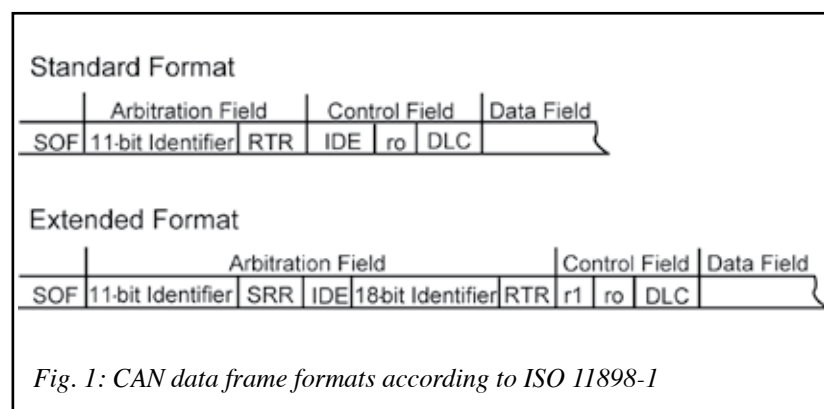 Standard Format
Arbitration Field Control Field Data Field
SOF 11-bit Identifier RTR IDE ro DLC
Extended Format
Arbitration Field Control Field Data Field
SOF 11-bit Identifier SRR IDE 18-bit Identifier RTR r1 ro DLC
Fig. 1: CAN data frame formats according to ISO 11898-1